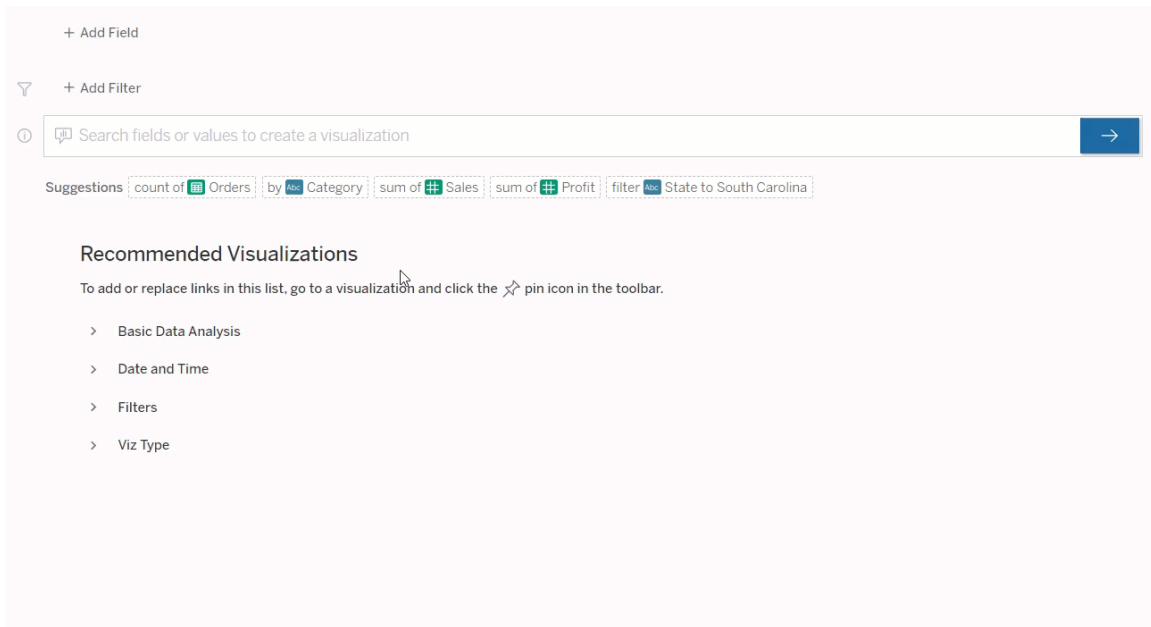 + Add Field
+ Add Filter
Search fields or values to create a visualization
Suggestions count of Orders by Abc Category sum of Sales sum of Profit filter Abc State to South Carolina
Recommended Visualizations
To add or replace links in this list, go to a visualization and click the pin icon in the toolbar.
Basic Data Analysis
Date and Time
Filters
Viz Type